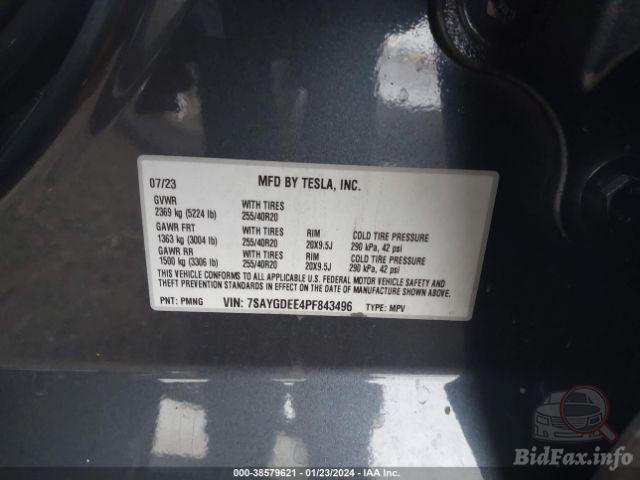 07/23 MFD BY TESLA, INC.
GVWR WITH TIRES
2369 kg (5224 lb) 255/40R20
GAWR FRT WITH TIRES RIM COLD TIRE PRESSURE
1363 kg (3004 lb) 255/40R20 20X9.5J 290 kPa, 42 psi
GAWR RR WITH TIRES RIM COLD TIRE PRESSURE
1500 kg (3306 lb) 255/40R20 20X9.5J 290 kPa, 42 psi
THIS VEHICLE CONFORMS TO ALL APPLICABLE U.S. FEDERAL MOTOR VEHICLE SAFETY AND
THEFT PREVENTION STANDARDS IN EFFECT ON THE DATE OF MANUFACTURE SHOWN ABOVE.
PNT: PMNG VIN: 7SAYGDEE4PF843496 TYPE: MPV
BidFax.info
000-38579621 - 01/23/2024 - IAA Inc.